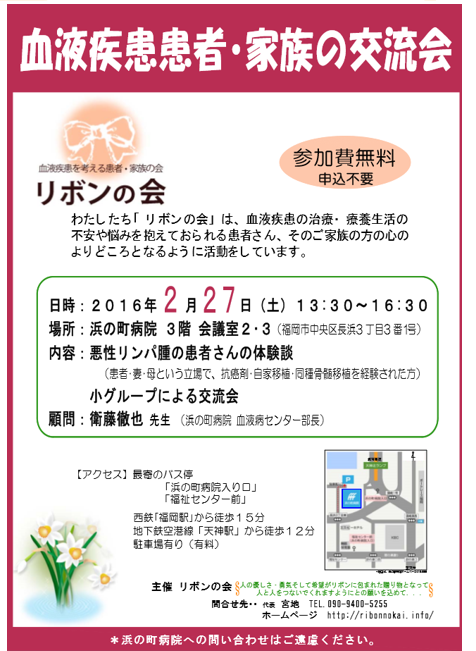 血液疾患患者・家族の交流会
血液疾患を考える患者・家族の会
リボンの会
参加費無料
申込不要
わたしたち「リボンの会」は、血液疾患の治療・療養生活の
不安や悩みを抱えておられる患者さん、そのご家族の方の心の
よりどころとなるように活動をしています。
日時：２０１６年 2 月 27 日（土）１３：３０～１６：３０
場所：浜の町病院 ３階 会議室２・３（福岡市中央区長浜３丁目３番１号）
内容：悪性リンパ腫の患者さんの体験談
（患者・妻・母という立場で、抗癌剤・自家移植・同種骨髄移植を経験された方）
小グループによる交流会
顧問：衛藤徹也 先生 （浜の町病院 血液病センター部長）
【アクセス】最寄のバス停
「浜の町病院入り口」
「福祉センター前」
西鉄「福岡駅」から徒歩１５分
地下鉄空港線「天神駅」から徒歩１２分
駐車場有り（有料）
P
主催 リボンの会
人の優しさ・勇気そして希望がリボンに包まれた贈り物となって
人と人をつないでくれますようにとの願いを込めて...
問合せ先・・ 代表 宮地 TEL.090-9400-5255
ホームページ http://ribonnokai.info/
＊浜の町病院への問い合わせはご遠慮ください。